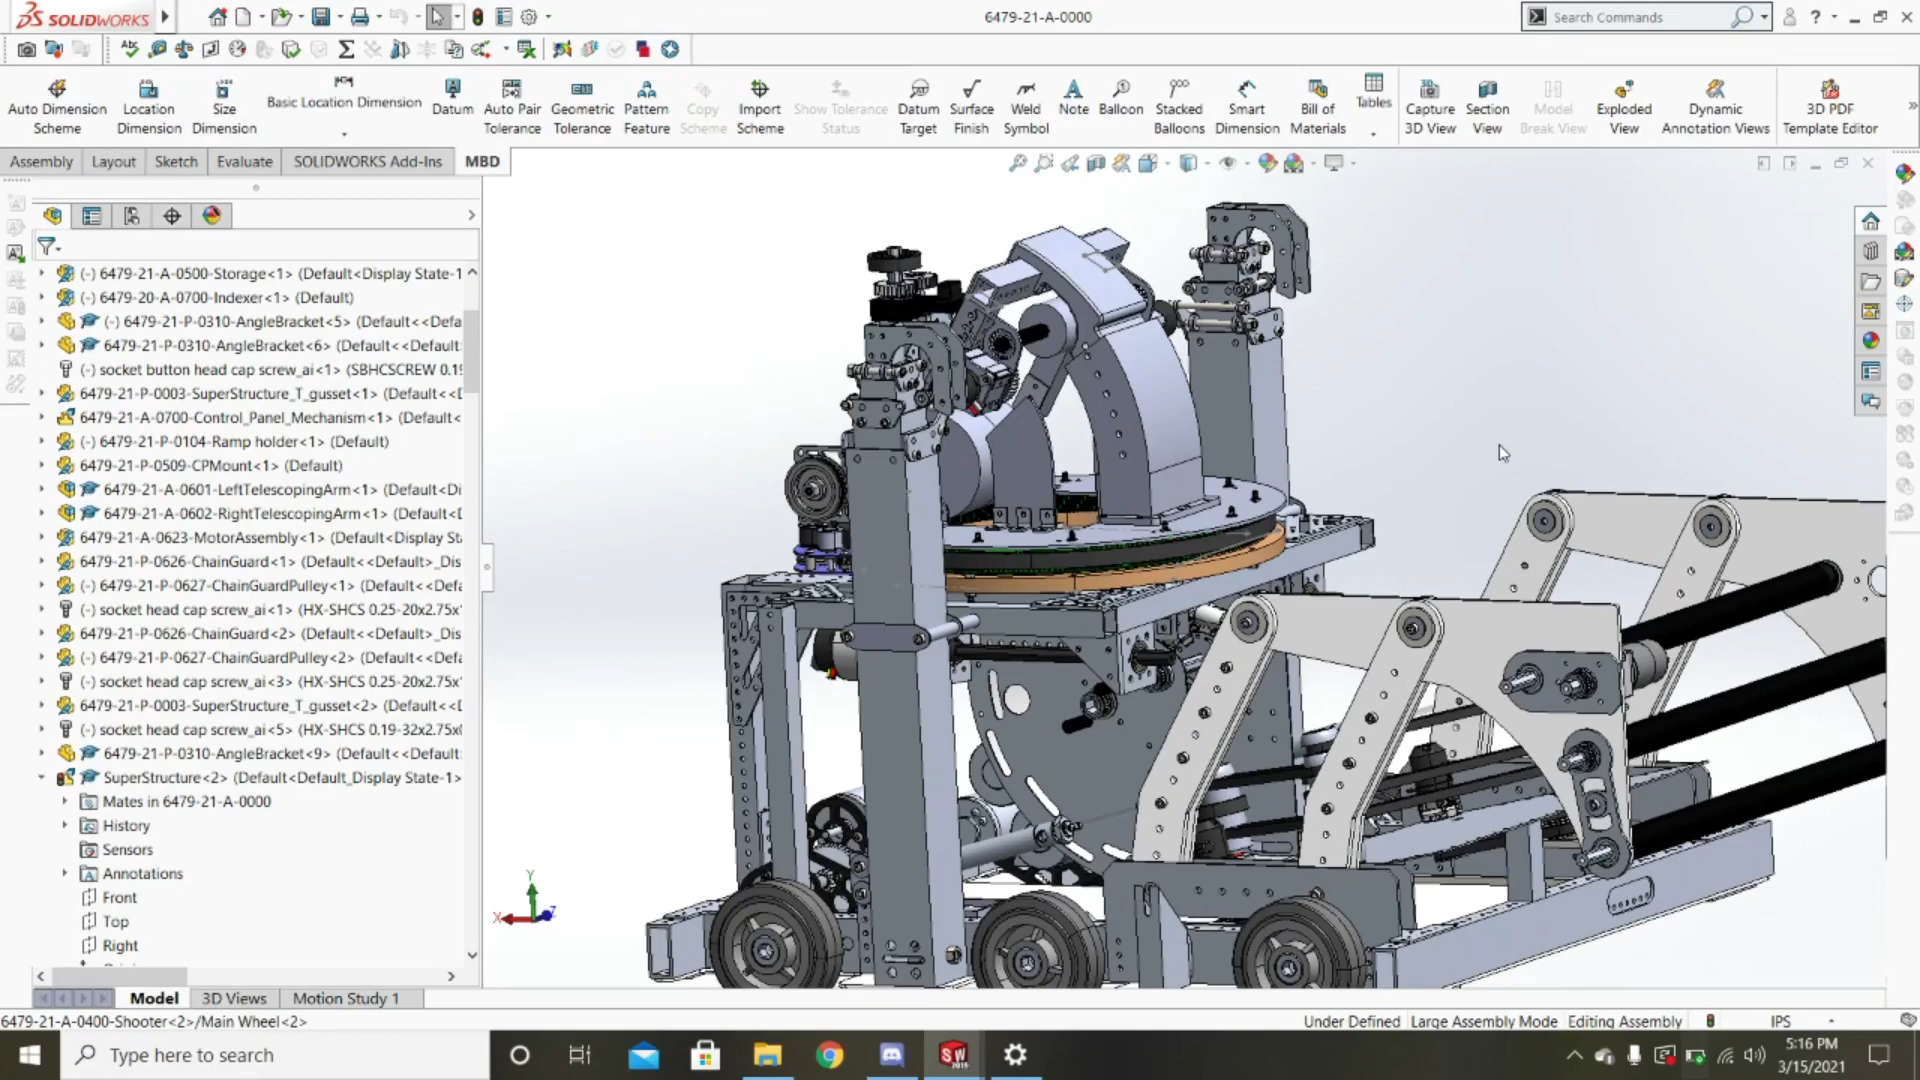 SOLIDWORKS
6479-21-A-0000
Search Commands
Auto Dimension Scheme
Location Dimension
Size Dimension
Basic Location Dimension
Datum
Auto Pair Tolerance
Geometric Tolerance
Pattern Feature
Copy Scheme
Import Scheme
Show Tolerance Status
Datum Target
Surface Finish
Weld Symbol
Note
Balloon
Stacked Balloons
Smart Dimension
Bill of Materials
Tables
Capture 3D View
Section View
Model Break View
Exploded View
Dynamic Annotation Views
3D PDF Template Editor
Assembly
Layout
Sketch
Evaluate
SOLIDWORKS Add-Ins
MBD
(-) 6479-21-A-0500-Storage<1> (Default<Display State-1
(-) 6479-20-A-0700-Indexer<1> (Default)
(-) 6479-21-P-0310-AngleBracket<5> (Default<<Defa
6479-21-P-0310-AngleBracket<6> (Default<<Default
(-) socket button head cap screw_ai<1> (SBHCSCREW 0.19
6479-21-P-0003-SuperStructure_T_gusset<1> (Default<<D
6479-21-A-0700-Control_Panel_Mechanism<1> (Default<
(-) 6479-21-P-0104-Ramp holder<1> (Default)
6479-21-P-0509-CPMount<1> (Default)
6479-21-A-0601-LeftTelescopingArm<1> (Default<Di
6479-21-A-0602-RightTelescopingArm<1> (Default<D
6479-21-A-0623-MotorAssembly<1> (Default<Display St
6479-21-P-0626-ChainGuard<1> (Default<<Default>_Dis
(-) 6479-21-P-0627-ChainGuardPulley<1> (Default<<Defa
(-) socket head cap screw_ai<1> (HX-SHCS 0.25-20x2.75x
6479-21-P-0626-ChainGuard<2> (Default<<Default>_Dis
(-) 6479-21-P-0627-ChainGuardPulley<2> (Default<<Defa
(-) socket head cap screw_ai<3> (HX-SHCS 0.25-20x2.75x
6479-21-P-0003-SuperStructure_T_gusset<2> (Default<<D
(-) socket head cap screw_ai<5> (HX-SHCS 0.19-32x2.75x
6479-21-P-0310-AngleBracket<9> (Default<<Default
SuperStructure<2> (Default<Default_Display State-1>
Mates in 6479-21-A-0000
History
Sensors
Annotations
Front
Top
Right
Y
X
Z
Model
3D Views
Motion Study 1
6479-21-A-0400-Shooter<2>/Main Wheel<2>
Under Defined
Large Assembly Mode
Editing Assembly
IPS
Type here to search
5:16 PM
3/15/2021